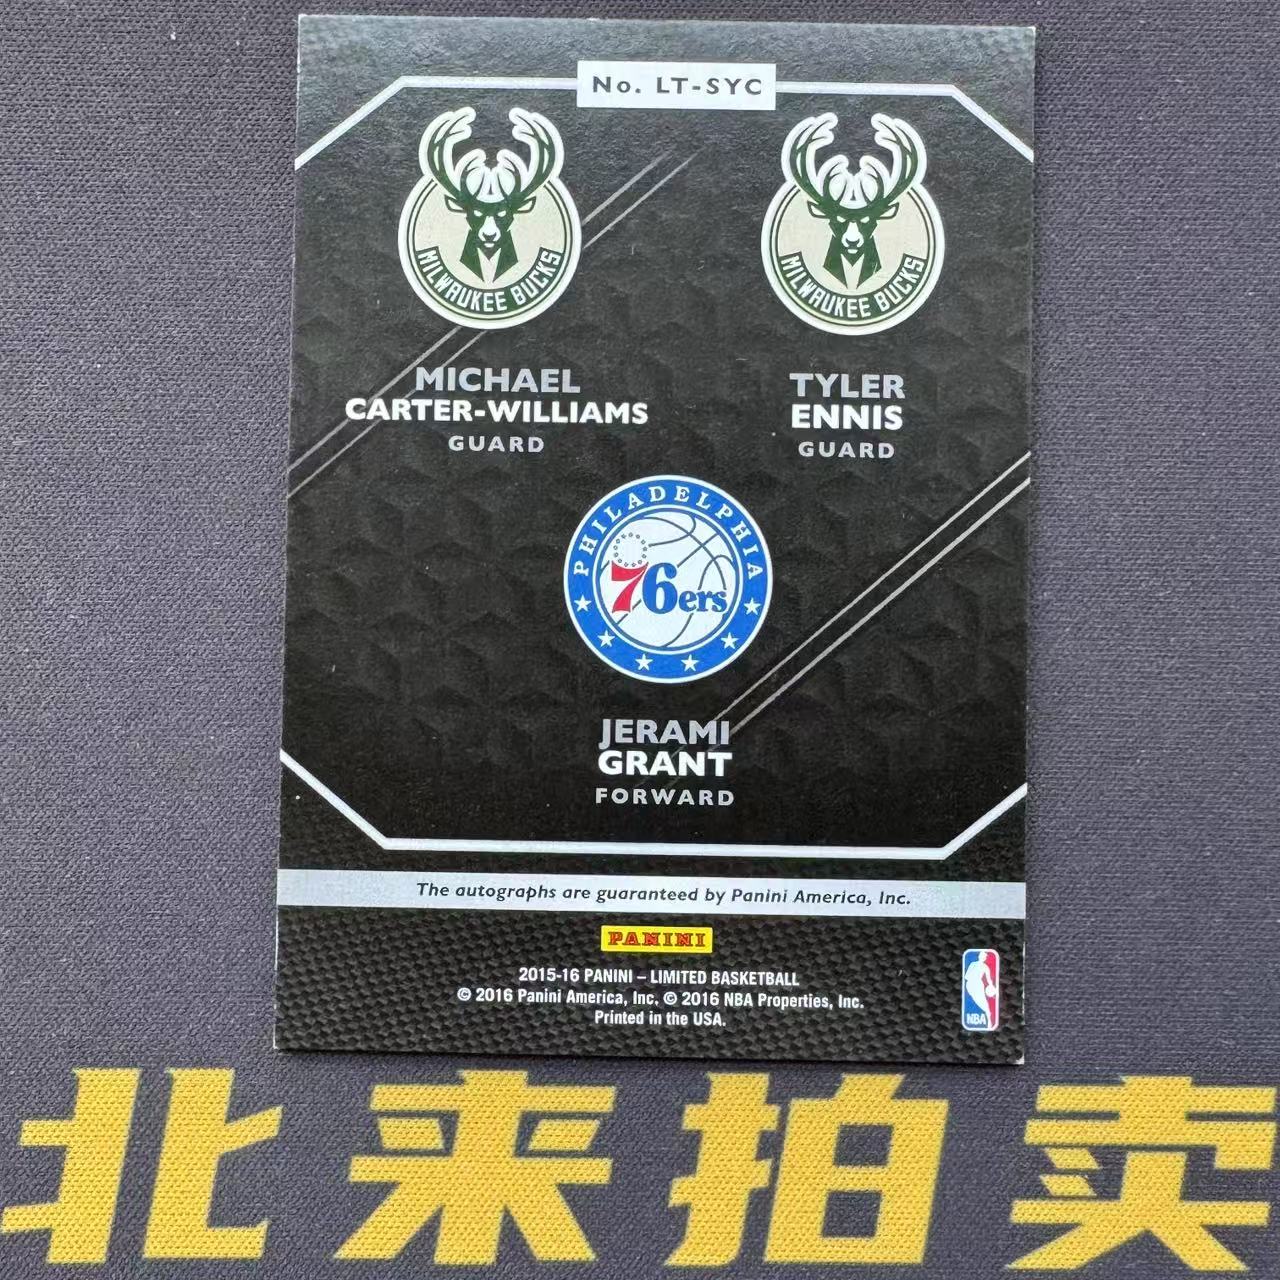 No. LT-SYC
MILWAUKEE BUCKS
MILWAUKEE BUCKS
MICHAEL
CARTER-WILLIAMS
GUARD
TYLER
ENNIS
GUARD
PHILADELPHIA
76ers
JERAMI
GRANT
FORWARD
The autographs are guaranteed by Panini America, Inc.
PANINI
2015-16 PANINI – LIMITED BASKETBALL
© 2016 Panini America, Inc. © 2016 NBA Properties, Inc.
Printed in the USA.
NBA
北来拍卖